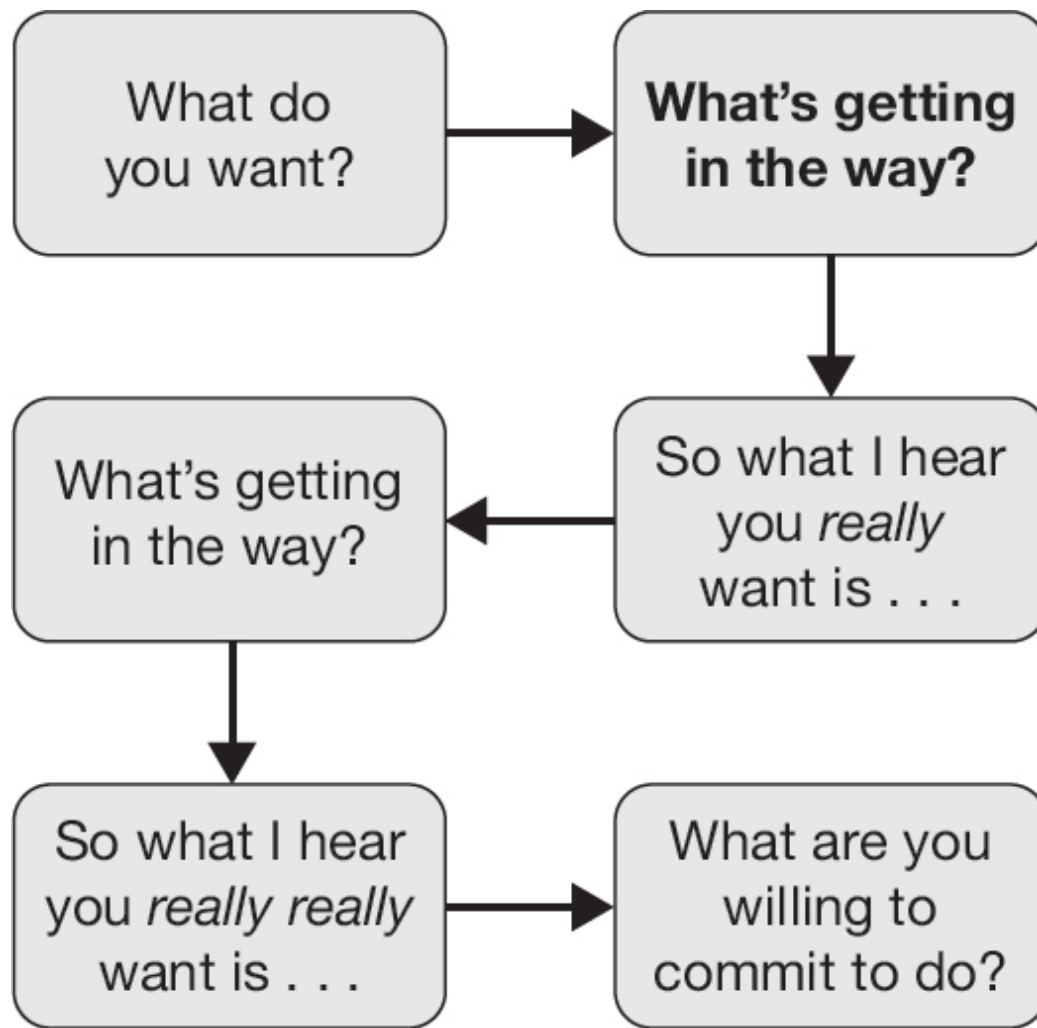 What do
you want?
What’s getting
in the way?
So what I hear
you really
want is . . .
What’s getting
in the way?
So what I hear
you really really
want is . . .
What are you
willing to
commit to do?